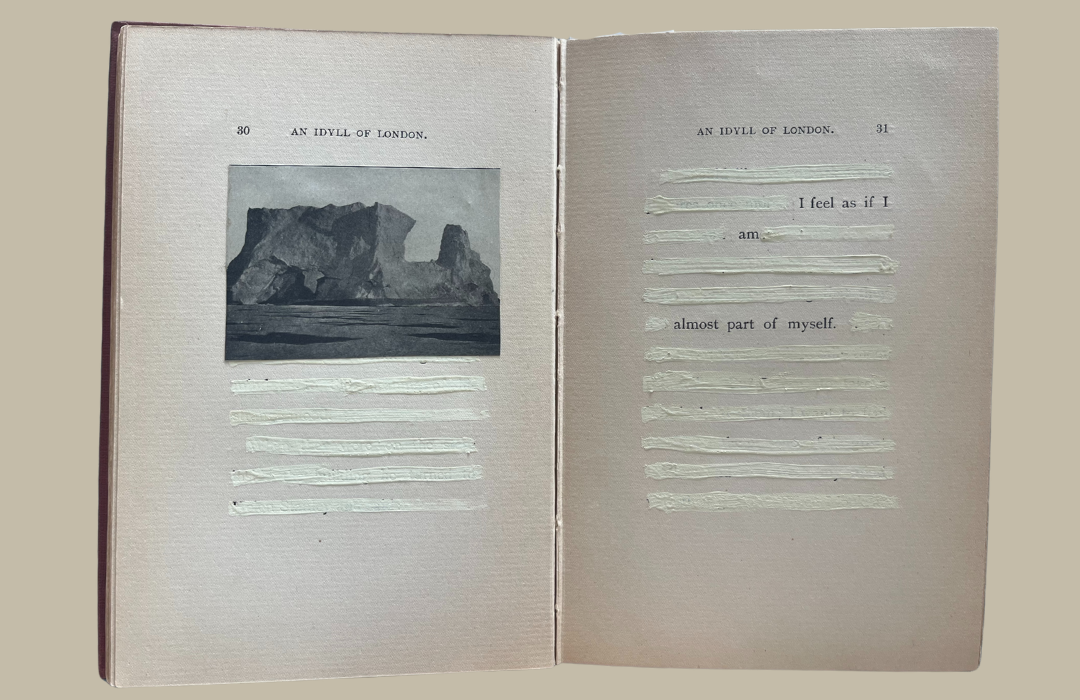 30 AN IDYLL OF LONDON.
AN IDYLL OF LONDON. 31
I feel as if I
am
almost part of myself.